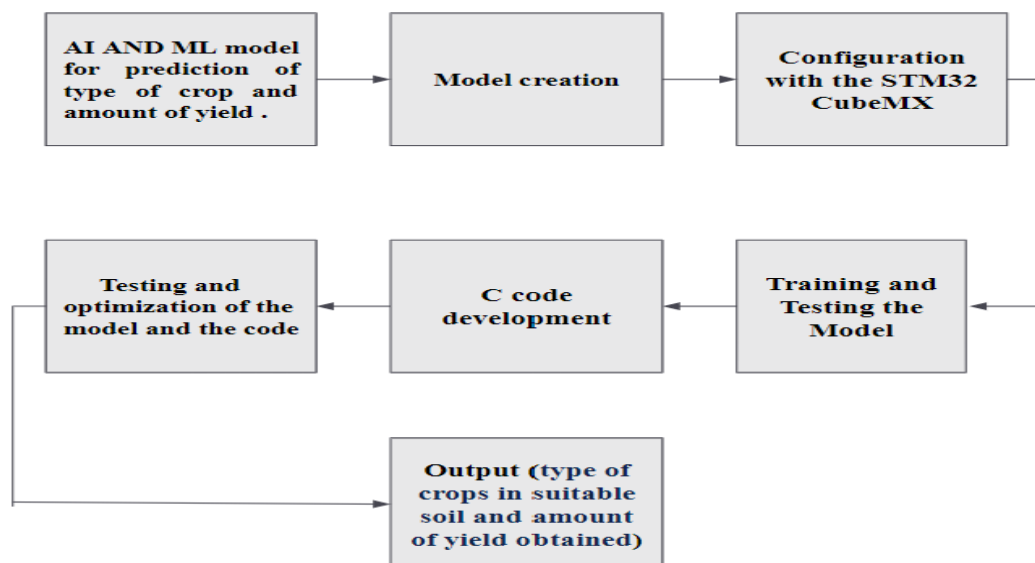 AI AND ML model
for prediction of
type of crop and
amount of yield .
Model creation
Configuration
with the STM32
CubeMX
Training and
Testing the
Model
C code
development
Testing and
optimization of the
model and the code
Output (type of
crops in suitable
soil and amount
of yield obtained)